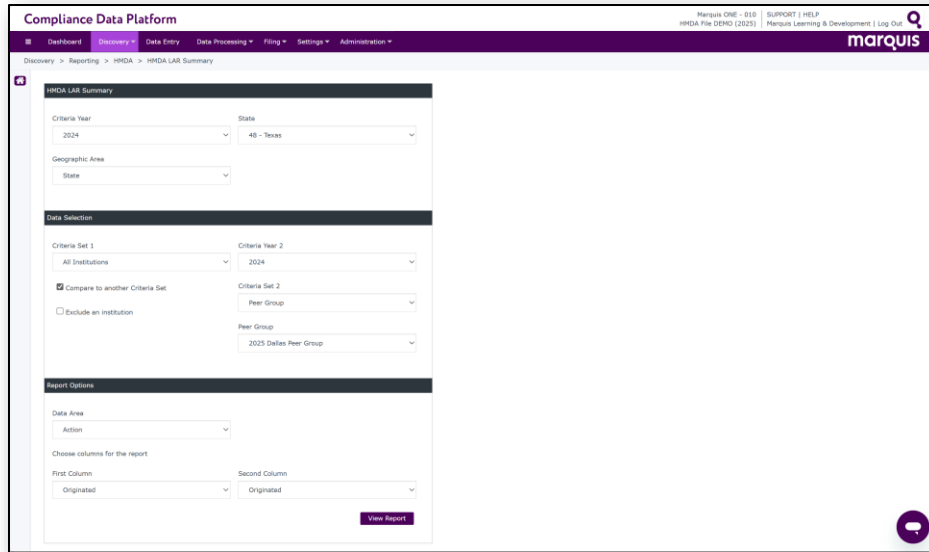 Compliance Data Platform
Marquis ONE - 010
HMDA File DEMO (2025)
SUPPORT | HELP
Marquis Learning & Development | Log Out
Dashboard Discovery Data Entry Data Processing Filing Settings Administration
marquis
Discovery > Reporting > HMDA > HMDA LAR Summary
HMDA LAR Summary
Criteria Year State
2024 48 - Texas
Geographic Area
State
Data Selection
Criteria Set 1 Criteria Year 2
All Institutions 2024
Compare to another Criteria Set Criteria Set 2
Peer Group
Exclude an institution
Peer Group
2025 Dallas Peer Group
Report Options
Data Area
Action
Choose columns for the report
First Column Second Column
Originated Originated
View Report